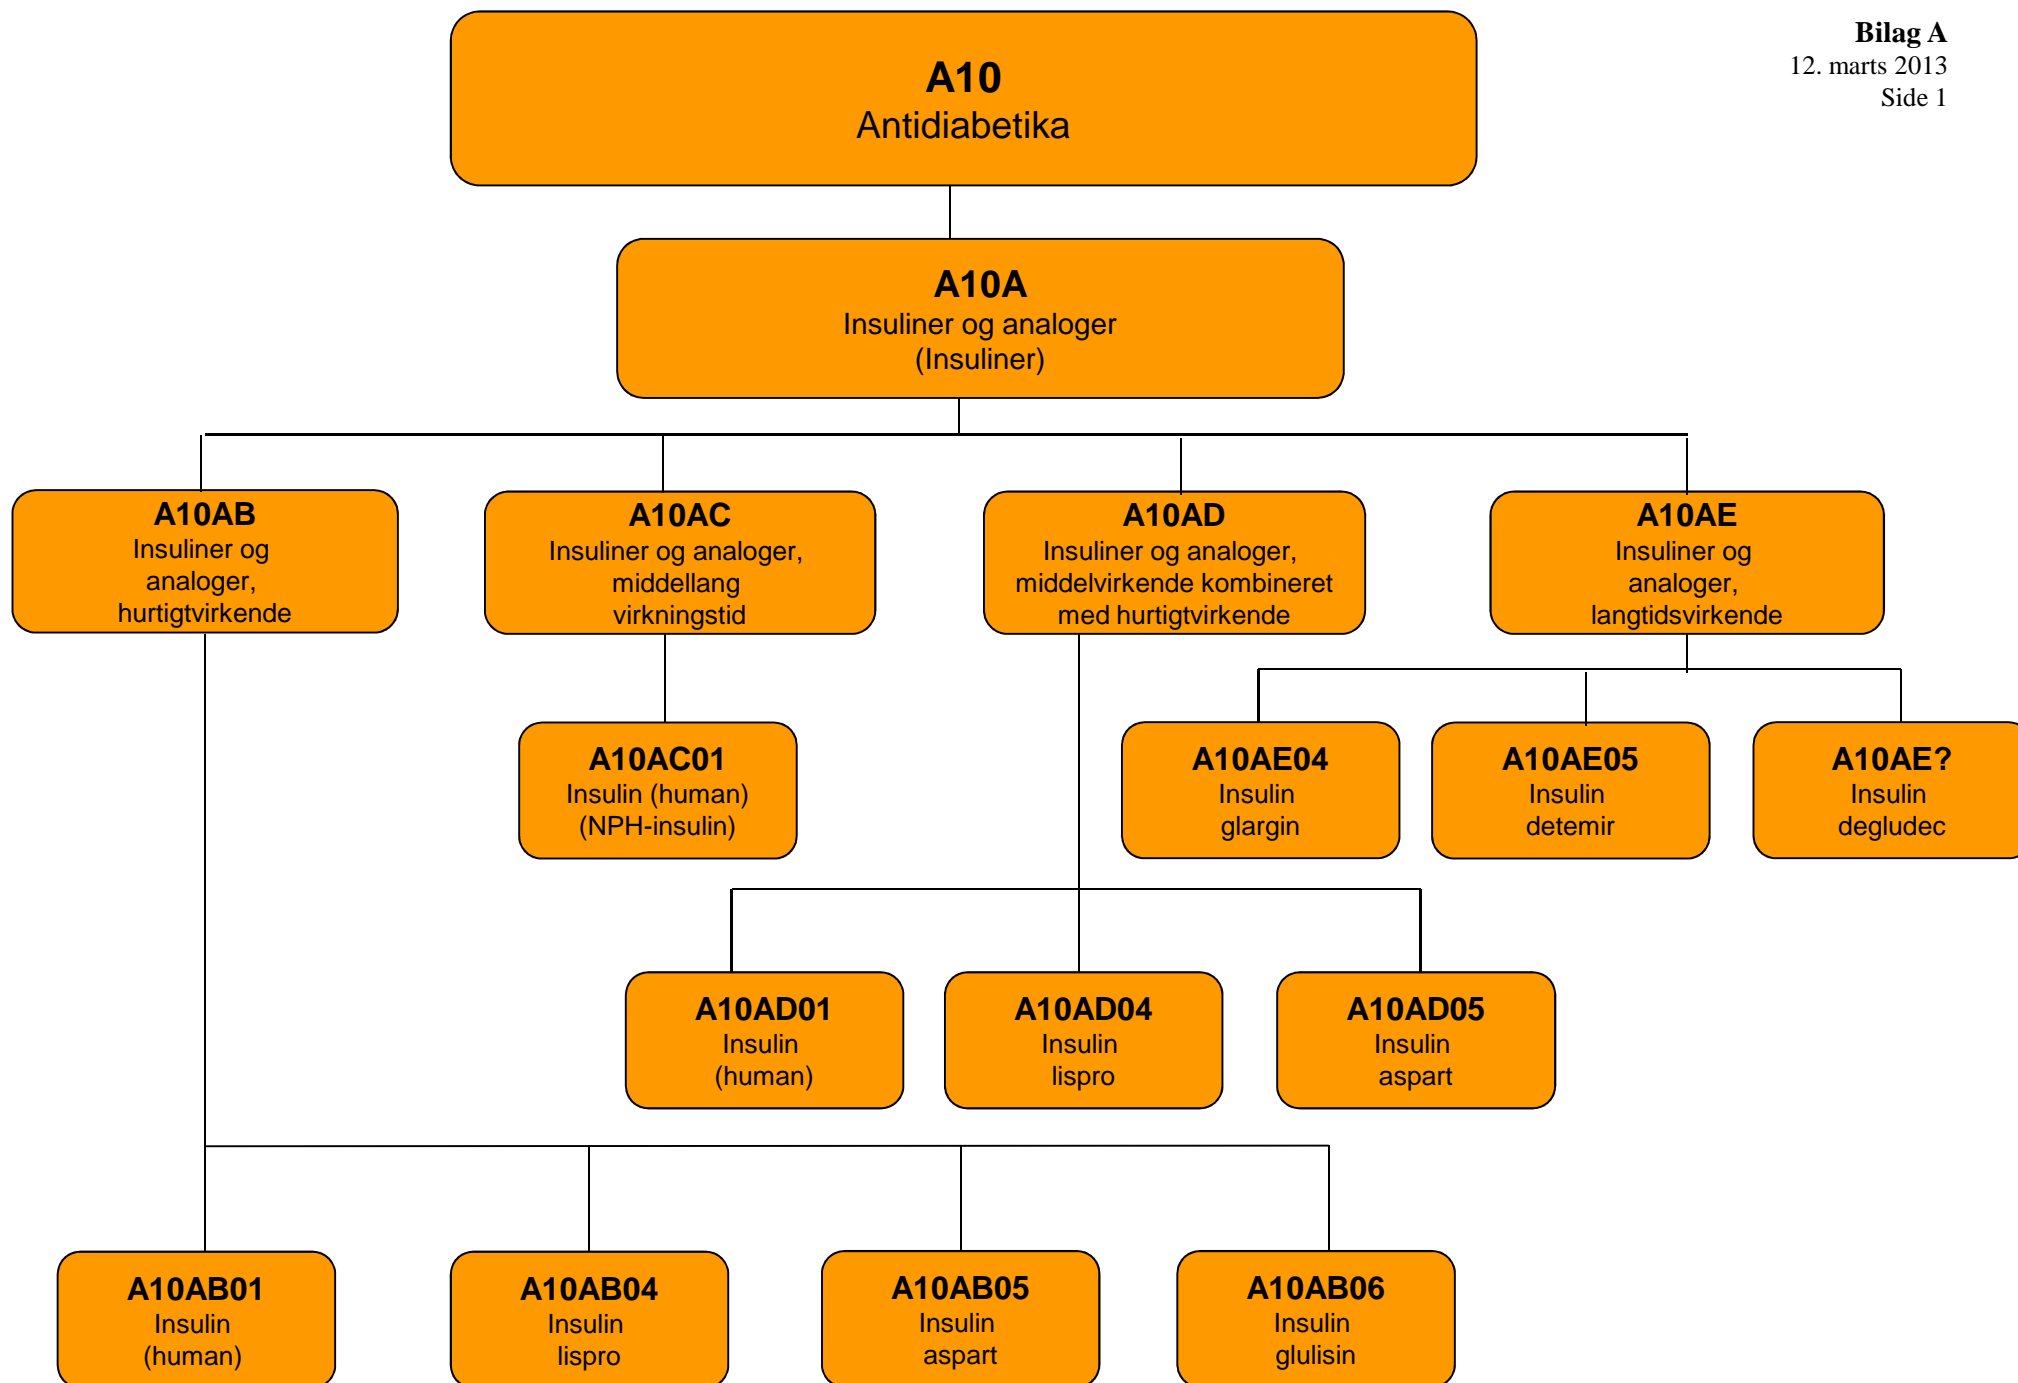 Bilag A
12. marts 2013
Side 1
A10
Antidiabetika
A10A
Insuliner og analoger
(Insuliner)
A10AB
Insuliner og
analoger,
hurtigtvirkende
A10AC
Insuliner og analoger,
middellang
virkningstid
A10AD
Insuliner og analoger,
middelvirkende kombineret
med hurtigtvirkende
A10AE
Insuliner og
analoger,
langtidsvirkende
A10AC01
Insulin (human)
(NPH-insulin)
A10AE04
Insulin
glargin
A10AE05
Insulin
detemir
A10AE?
Insulin
degludec
A10AD01
Insulin
(human)
A10AD04
Insulin
lispro
A10AD05
Insulin
aspart
A10AB01
Insulin
(human)
A10AB04
Insulin
lispro
A10AB05
Insulin
aspart
A10AB06
Insulin
glulisin